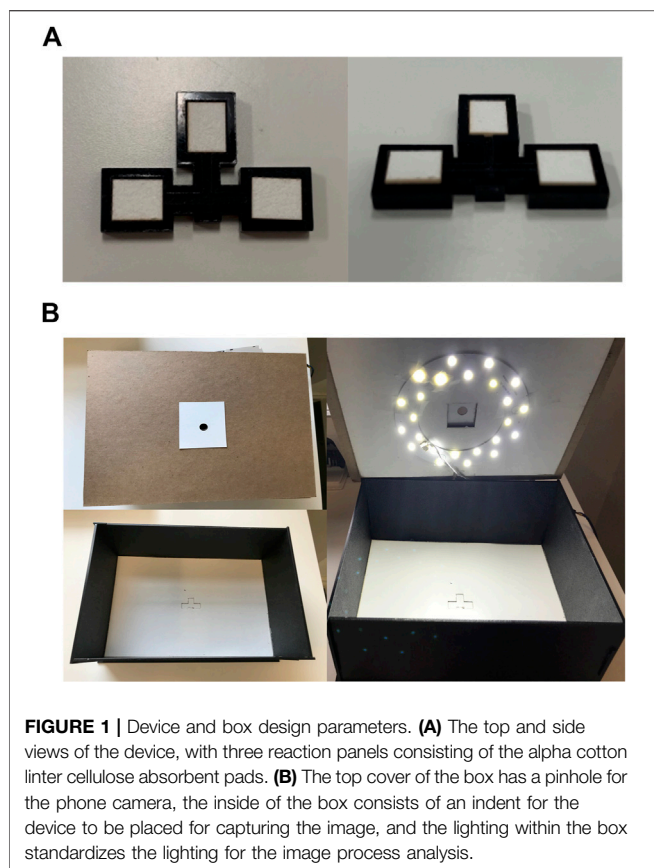 A
B
FIGURE 1 | Device and box design parameters. (A) The top and side
views of the device, with three reaction panels consisting of the alpha cotton
linter cellulose absorbent pads. (B) The top cover of the box has a pinhole for
the phone camera, the inside of the box consists of an indent for the
device to be placed for capturing the image, and the lighting within the box
standardizes the lighting for the image process analysis.